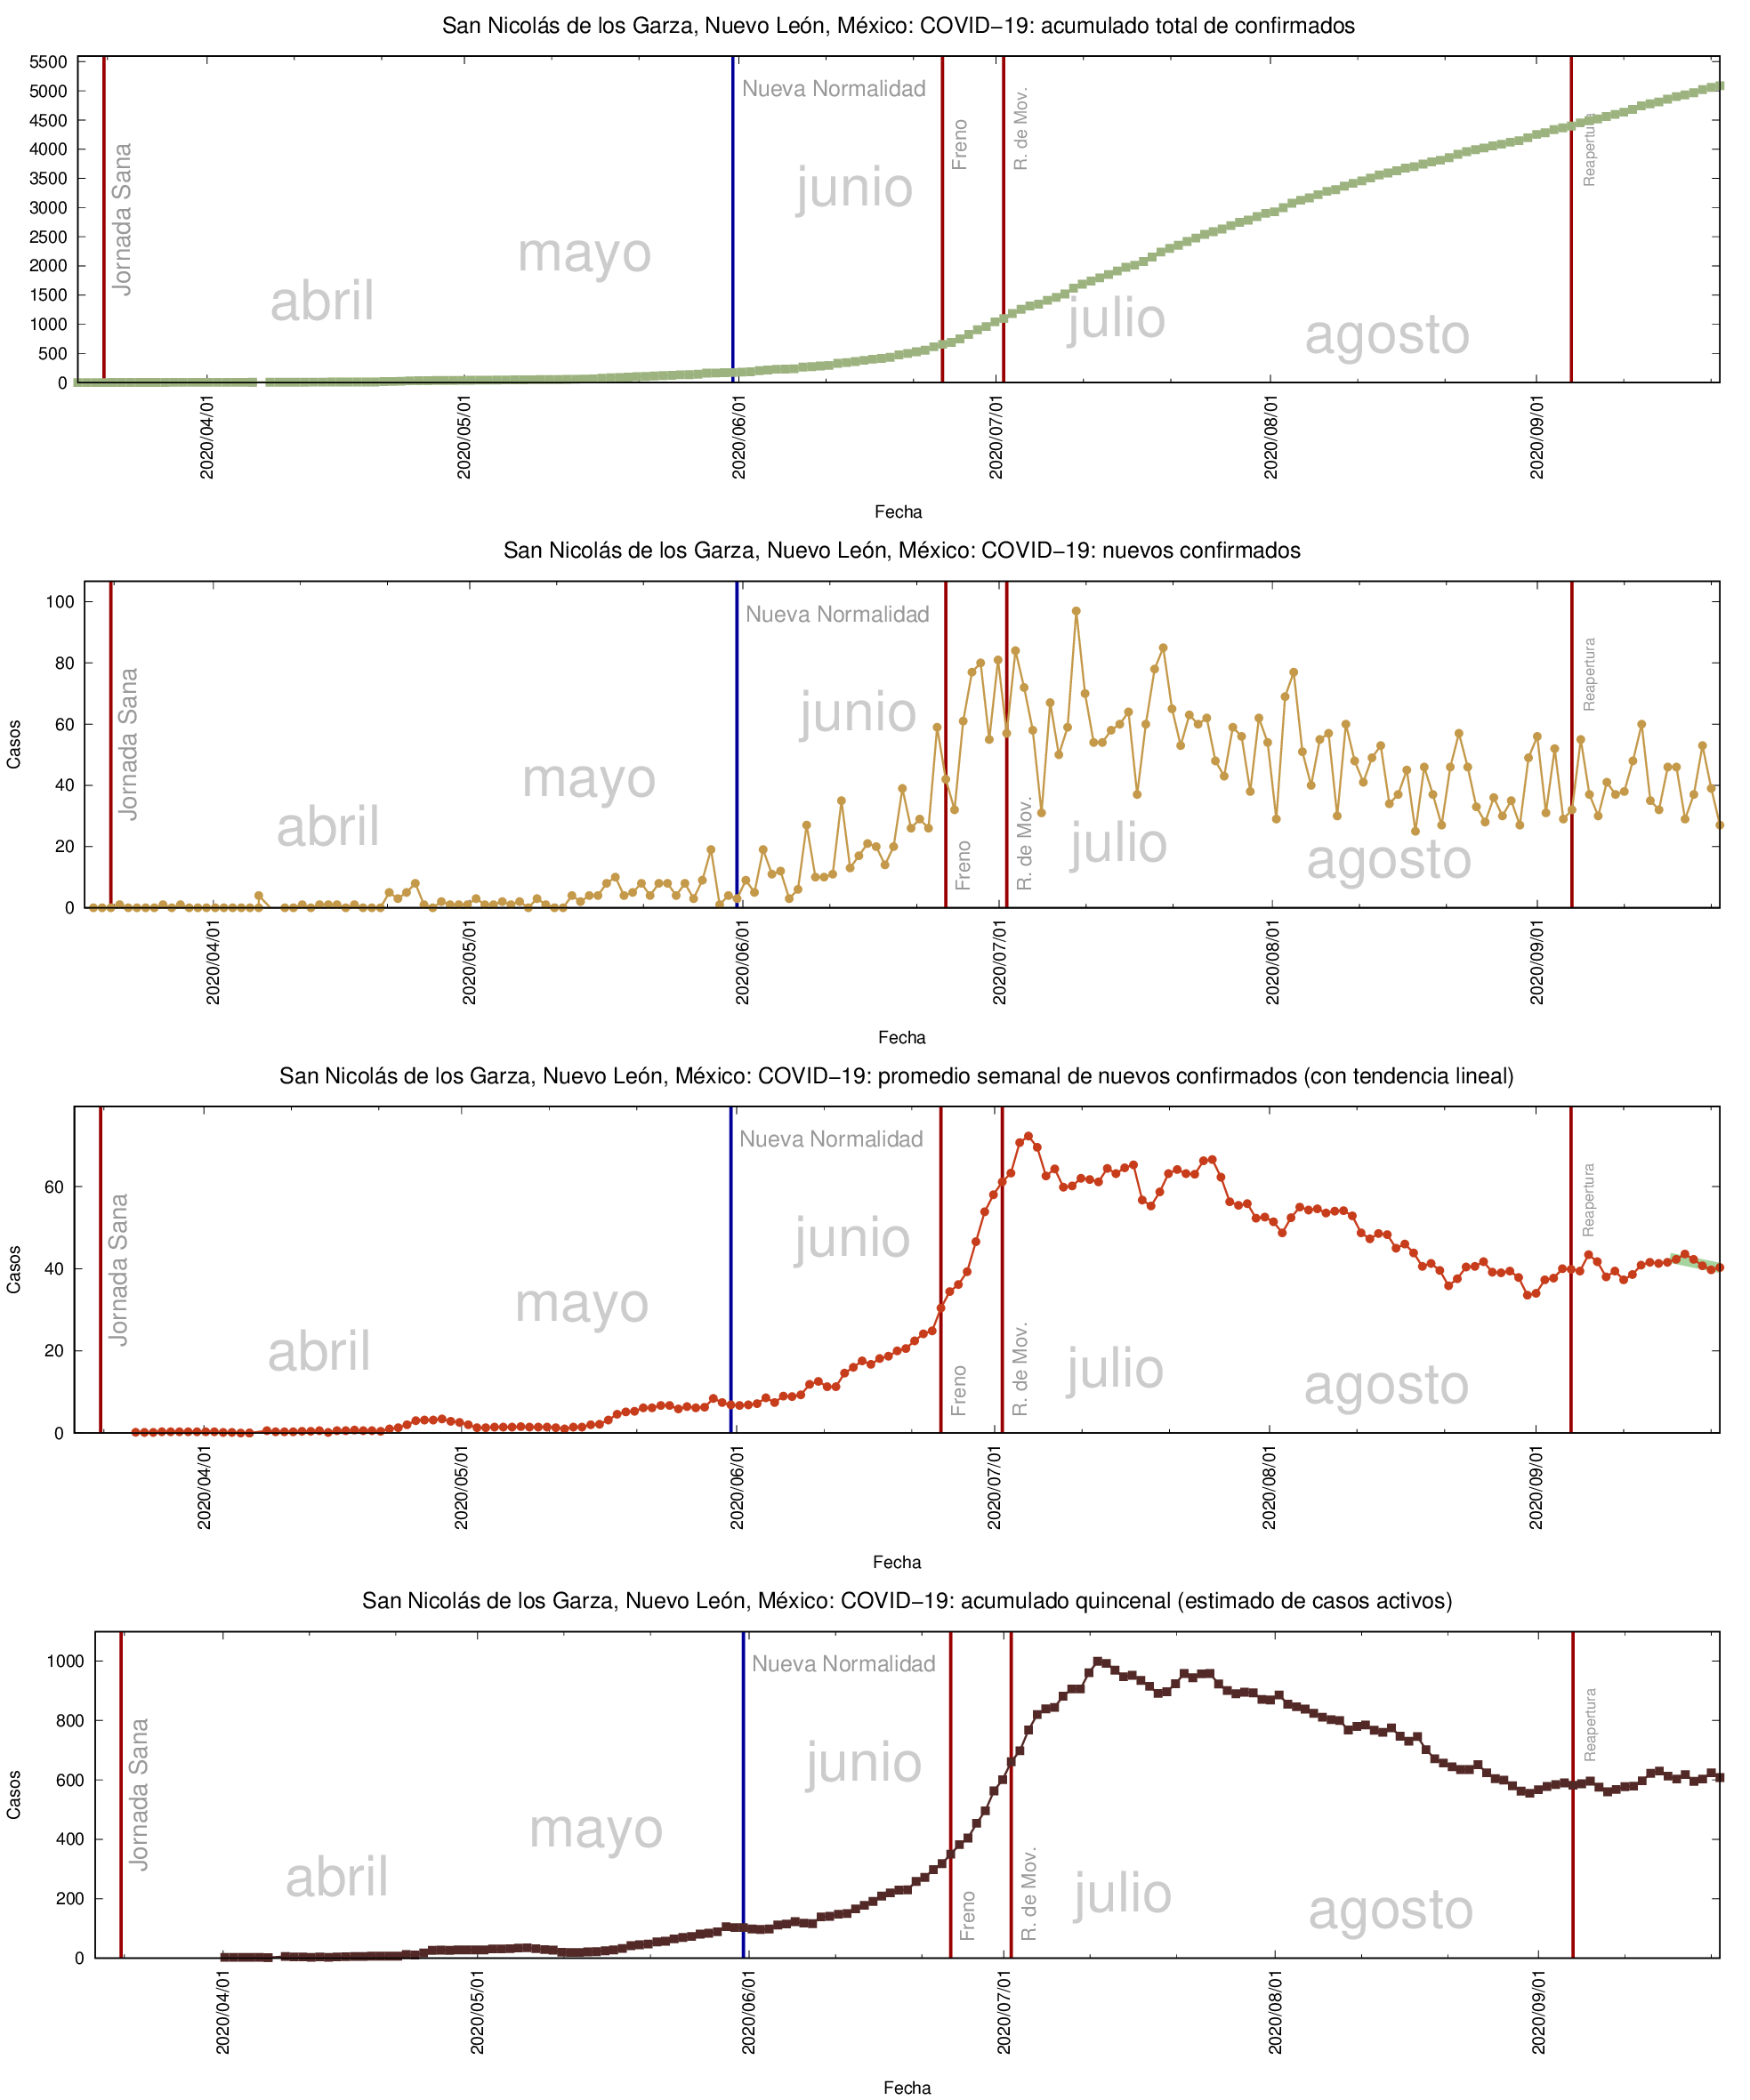 San Nicolás de los Garza, Nuevo León, México: COVID−19: acumulado total de confirmados
5500
5000
4500
4000
3500
3000
2500
2000
1500
1000
500
0
Jornada Sana
abril
mayo
Nueva Normalidad
junio
Freno
R. de Mov.
julio
agosto
Reapertura
2020/04/01
2020/05/01
2020/06/01
2020/07/01
2020/08/01
2020/09/01
Fecha
San Nicolás de los Garza, Nuevo León, México: COVID−19: nuevos confirmados
Casos
100
80
60
40
20
0
Jornada Sana
abril
mayo
Nueva Normalidad
junio
Freno
R. de Mov.
julio
agosto
Reapertura
2020/04/01
2020/05/01
2020/06/01
2020/07/01
2020/08/01
2020/09/01
Fecha
San Nicolás de los Garza, Nuevo León, México: COVID−19: promedio semanal de nuevos confirmados (con tendencia lineal)
Casos
60
40
20
0
Jornada Sana
abril
mayo
Nueva Normalidad
junio
Freno
R. de Mov.
julio
agosto
Reapertura
2020/04/01
2020/05/01
2020/06/01
2020/07/01
2020/08/01
2020/09/01
Fecha
San Nicolás de los Garza, Nuevo León, México: COVID−19: acumulado quincenal (estimado de casos activos)
Casos
1000
800
600
400
200
0
Jornada Sana
abril
mayo
Nueva Normalidad
junio
Freno
R. de Mov.
julio
agosto
Reapertura
2020/04/01
2020/05/01
2020/06/01
2020/07/01
2020/08/01
2020/09/01
Fecha